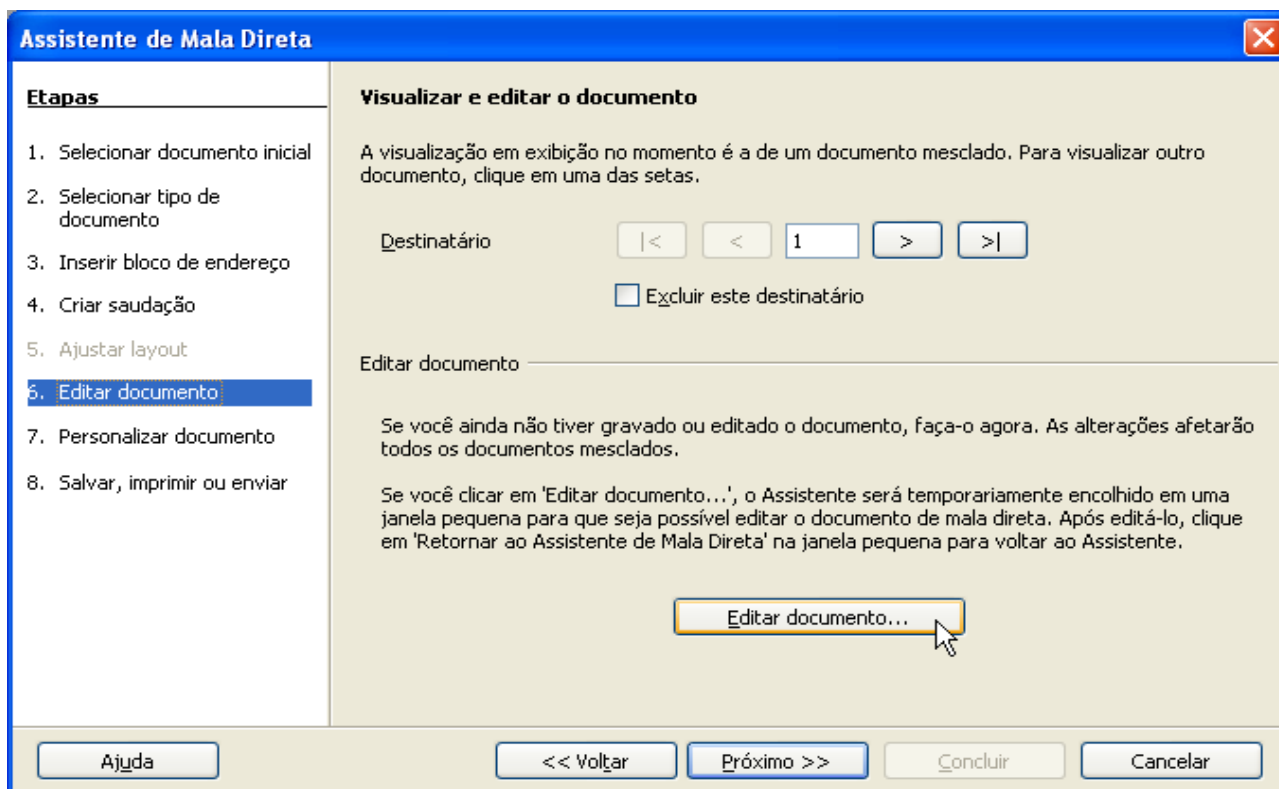 Assistente de Mala Direta
Etapas
1. Selecionar documento inicial
2. Selecionar tipo de
documento
3. Inserir bloco de endereço
4. Criar saudação
5. Ajustar layout
6. Editar documento
7. Personalizar documento
8. Salvar, imprimir ou enviar
Visualizar e editar o documento
A visualização em exibição no momento é a de um documento mesclado. Para visualizar outro
documento, clique em uma das setas.
Destinatário |< < 1 > >|
Excluir este destinatário
Editar documento
Se você ainda não tiver gravado ou editado o documento, faça-o agora. As alterações afetarão
todos os documentos mesclados.
Se você clicar em 'Editar documento...', o Assistente será temporariamente encolhido em uma
janela pequena para que seja possível editar o documento de mala direta. Após editá-lo, clique
em 'Retornar ao Assistente de Mala Direta' na janela pequena para voltar ao Assistente.
Editar documento...
Ajuda << Voltar Próximo >> Concluir Cancelar